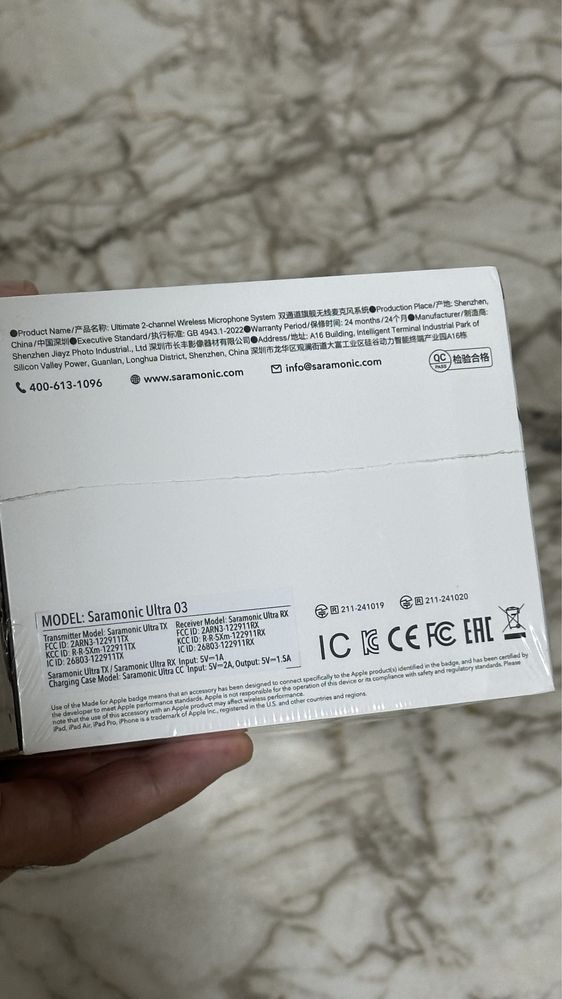 ●Product Name/产品名称: Ultimate 2-channel Wireless Microphone System 双通道旗舰无线麦克风系统●Production Place/产地: Shenzhen,
China/中国深圳●Executive Standard/执行标准: GB 4943.1-2022●Warranty Period/保修时间: 24 months/24个月●Manufacturer/制造商:
Shenzhen Jiayz Photo Industrial., Ltd 深圳市长丰影像器材有限公司●Address/地址: A16 Building, Intelligent Terminal Industrial Park of
Silicon Valley Power, Guanlan, Longhua District, Shenzhen, China 深圳市龙华区观澜街道大富工业区硅谷动力智能终端产业园A16栋
400-613-1096 www.saramonic.com info@saramonic.com
QC PASS 检验合格
MODEL: Saramonic Ultra 03
Transmitter Model: Saramonic Ultra TX
FCC ID: 2ARN3-122911TX
KCC ID: R-R-5Xm-122911TX
IC ID: 26803-122911TX
Receiver Model: Saramonic Ultra RX
FCC ID: 2ARN3-122911RX
KCC ID: R-R-5Xm-122911RX
IC ID: 26803-122911RX
Saramonic Ultra TX / Saramonic Ultra RX Input: 5V⎓1A
Charging Case Model: Saramonic Ultra CC Input: 5V⎓2A, Output: 5V⎓1.5A
R 211-241019 R 211-241020
IC KC CE FC EAC
Use of the Made for Apple badge means that an accessory has been designed to connect specifically to the Apple product(s) identified in the badge, and has been certified by
the developer to meet Apple performance standards. Apple is not responsible for the operation of this device or its compliance with safety and regulatory standards. Please
note that the use of this accessory with an Apple product may affect wireless performance.
iPad, iPad Air, iPad Pro, iPhone is a trademark of Apple Inc., registered in the U.S. and other countries and regions.